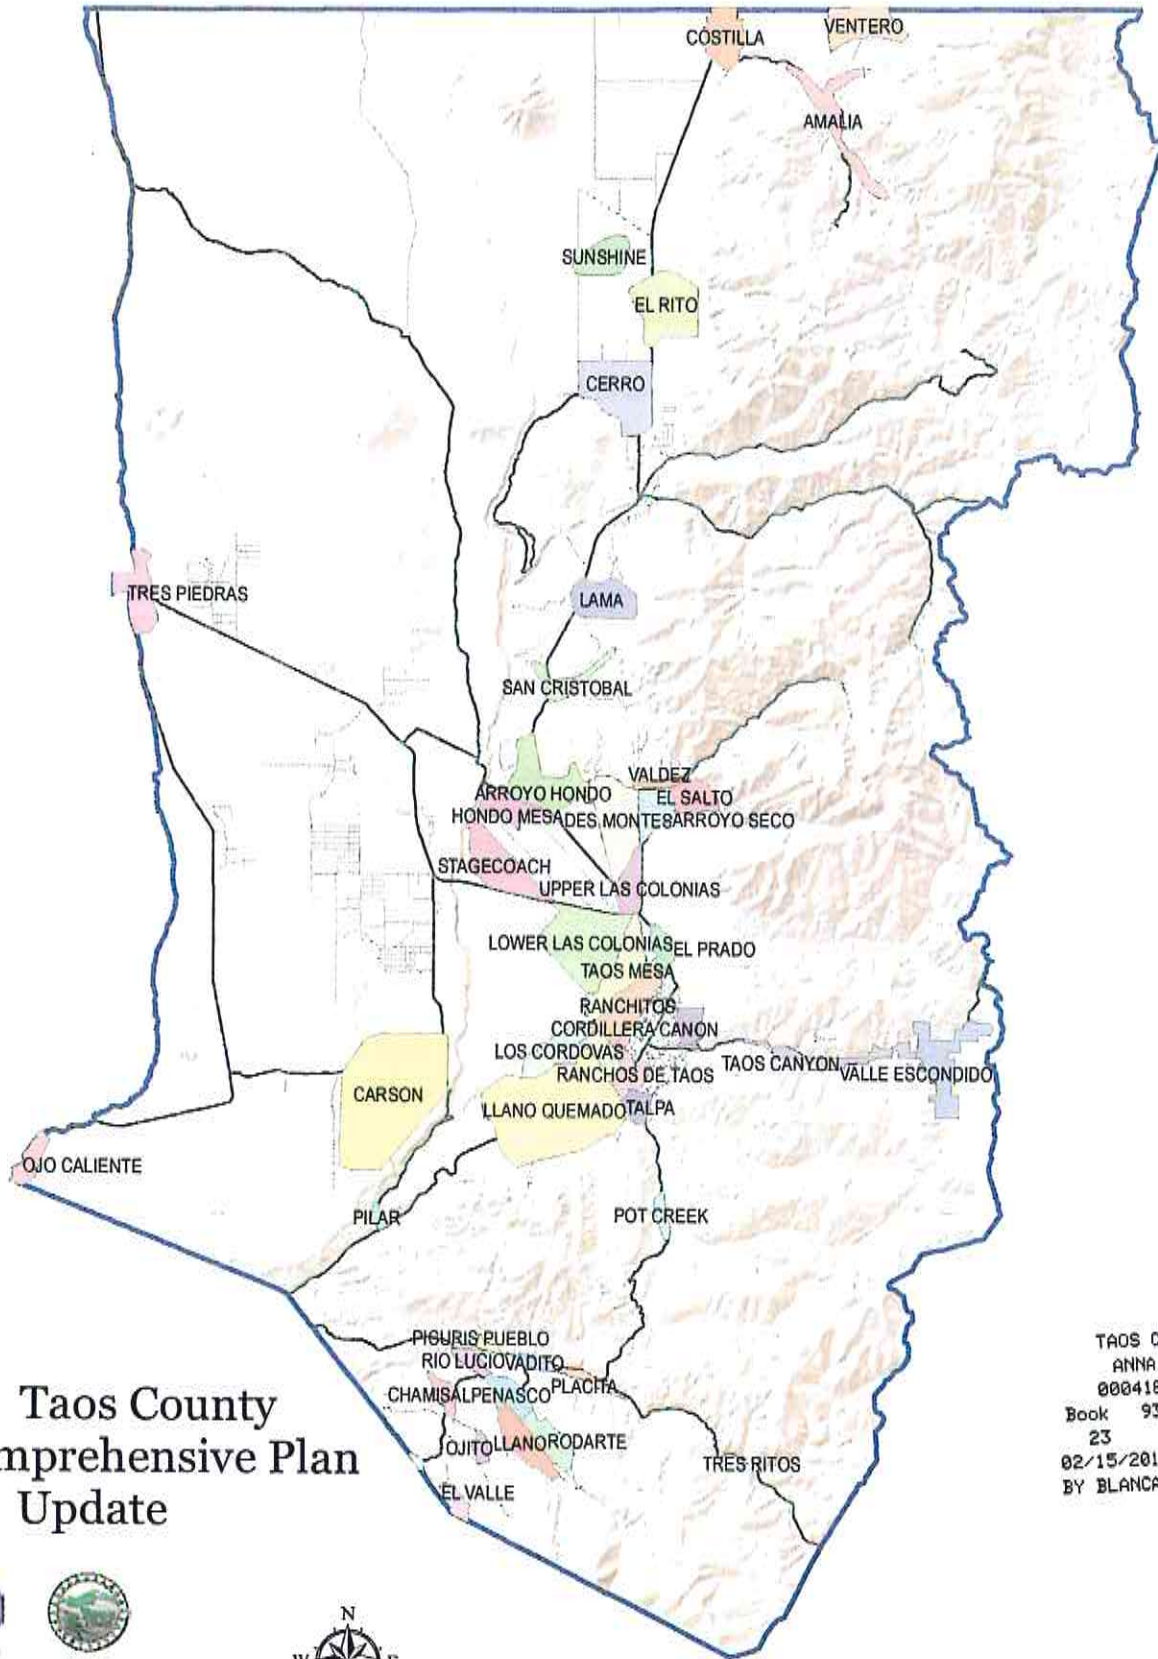 COSTILLA
VENTERO
AMALIA
SUNSHINE
EL RITO
CERRO
TRES PIEDRAS
LAMA
SAN CRISTOBAL
VALDEZ
ARROYO HONDO
EL SALTO
HONDO MESA
DES MONTES
ARROYO SECO
STAGECOACH
UPPER LAS COLONIAS
LOWER LAS COLONIAS
EL PRADO
TAOS MESA
RANCHITOS
CORDILLERA
CANON
LOS CORDOVAS
TAOS CANYON
VALLE ESCONDIDO
RANCHOS DE TAOS
CARSON
LLANO QUEMADO
TALPA
OJO CALIENTE
PILAR
POT CREEK
PICURIS PUEBLO
RIO LUCIO
VADITO
CHAMISAL
PENASCO
PLACITA
OJITO
LLANO
RODARTE
TRES RITOS
EL VALLE
Taos County
mprehensive Plan
Update
TAOS C
ANNA
000418
Book 93
23
02/15/201
BY BLANCA
N
W
E